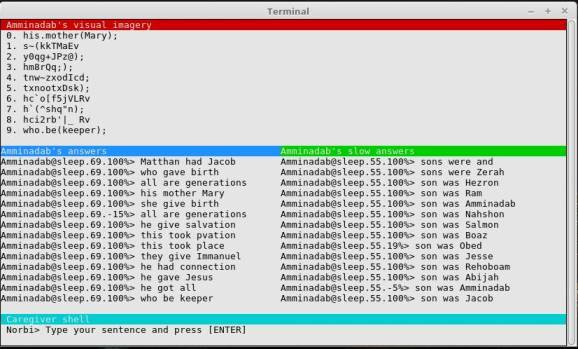 Terminal
Amminadab's visual imagery
0. his.mother(Mary);
1. s~(kkTMaEv
2. y0qg+JPz@);
3. hm8rQq;);
4. tnw~zxodIcd;
5. txnootxDsk);
6. hc`o[f5jVLRv
7. h`(^shq"n);
8. hci2rb'|_ Rv
9. who.be(keeper);
Amminadab's answers
Amminadab@sleep.69.100%> Matthan had Jacob
Amminadab@sleep.69.100%> who gave birth
Amminadab@sleep.69.100%> all are generations
Amminadab@sleep.69.100%> his mother Mary
Amminadab@sleep.69.100%> she give birth
Amminadab@sleep.69.-15%> all are generations
Amminadab@sleep.69.100%> he give salvation
Amminadab@sleep.69.100%> this took pvation
Amminadab@sleep.69.100%> this took place
Amminadab@sleep.69.100%> they give Immanuel
Amminadab@sleep.69.100%> he had connection
Amminadab@sleep.69.100%> he gave Jesus
Amminadab@sleep.69.100%> he got all
Amminadab@sleep.69.100%> who be keeper
Amminadab's slow answers
Amminadab@sleep.55.100%> sons were and
Amminadab@sleep.55.100%> sons were Zerah
Amminadab@sleep.55.100%> son was Hezron
Amminadab@sleep.55.100%> son was Ram
Amminadab@sleep.55.100%> son was Amminadab
Amminadab@sleep.55.100%> son was Nahshon
Amminadab@sleep.55.100%> son was Salmon
Amminadab@sleep.55.100%> son was Boaz
Amminadab@sleep.55.19%> son was Obed
Amminadab@sleep.55.100%> son was Jesse
Amminadab@sleep.55.100%> son was Rehoboam
Amminadab@sleep.55.100%> son was Abijah
Amminadab@sleep.55.-5%> son was Amminadab
Amminadab@sleep.55.100%> son was Jacob
Caregiver shell
Norbi> Type your sentence and press [ENTER]